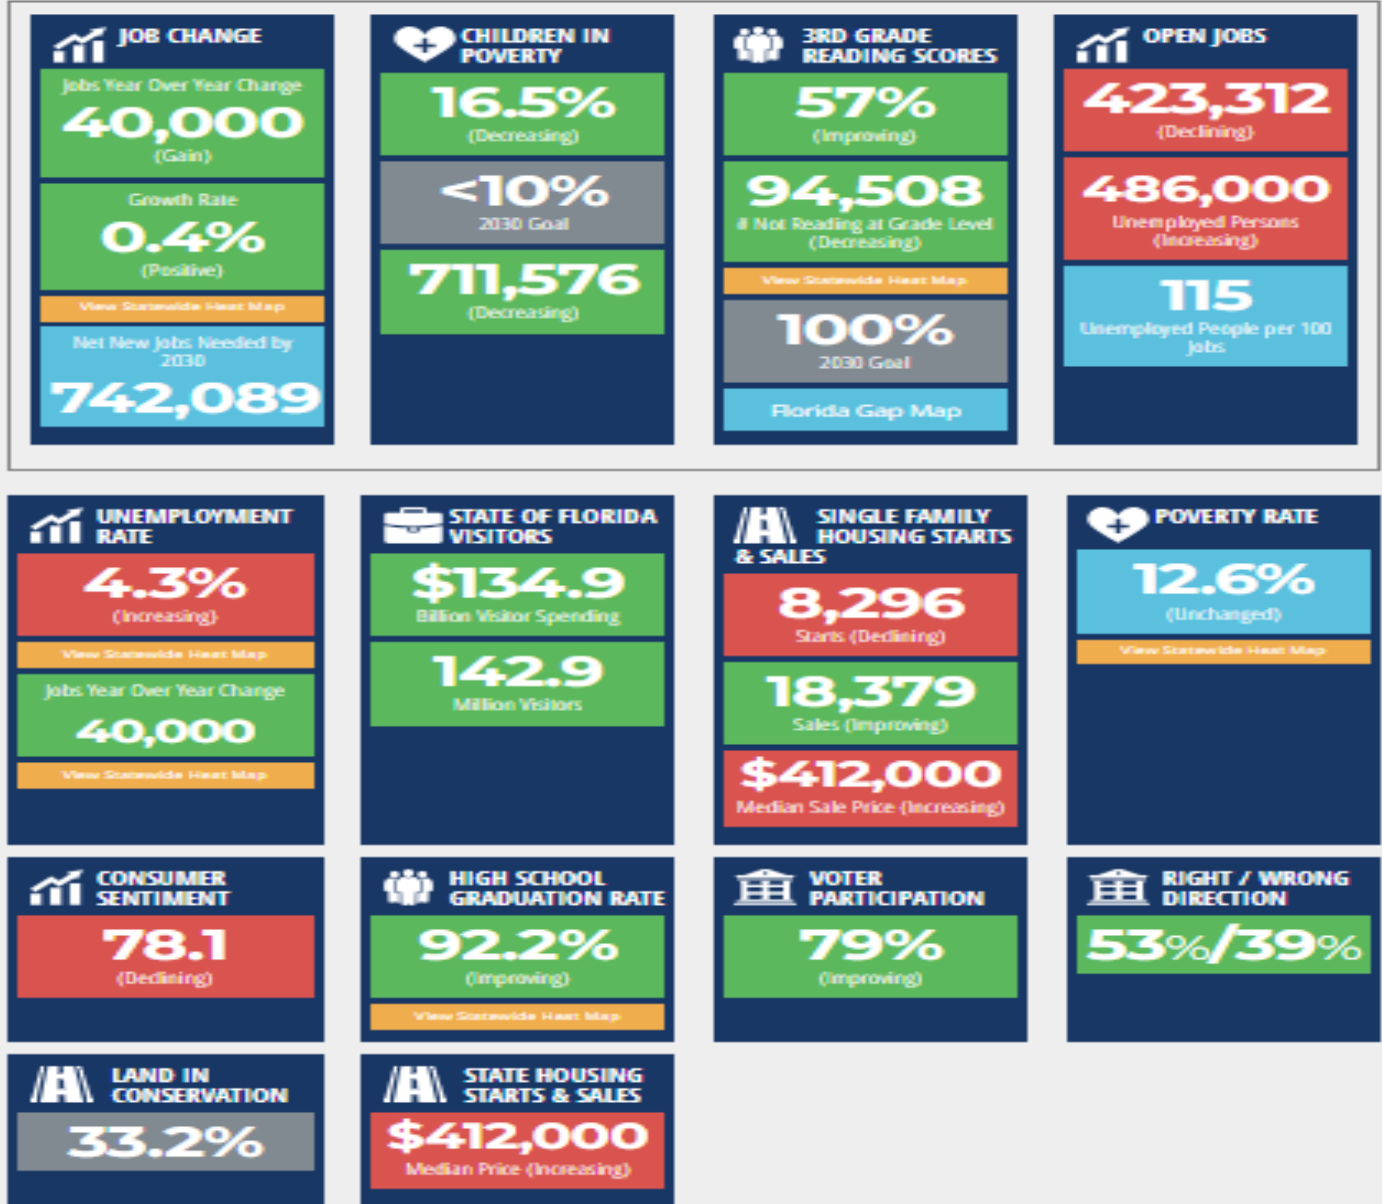 JOB CHANGE
Jobs Year Over Year Change
40,000
(Gain)
Growth Rate
0.4%
(Positive)
View Statewide Heat Map
Net New Jobs Needed by
2030
742,089
CHILDREN IN
POVERTY
16.5%
(Decreasing)
<10%
2030 Goal
711,576
(Decreasing)
3RD GRADE
READING SCORES
57%
(Improving)
94,508
# Not Reading at Grade Level
(Decreasing)
View Statewide Heat Map
100%
2030 Goal
Florida Gap Map
OPEN JOBS
423,312
(Declining)
486,000
Unemployed Persons
(Increasing)
115
Unemployed People per 100
Jobs
UNEMPLOYMENT
RATE
4.3%
(Increasing)
View Statewide Heat Map
Jobs Year Over Year Change
40,000
View Statewide Heat Map
STATE OF FLORIDA
VISITORS
$134.9
Billion Visitor Spending
142.9
Million Visitors
SINGLE FAMILY
HOUSING STARTS
& SALES
8,296
Starts (Declining)
18,379
Sales (Improving)
$412,000
Median Sale Price (Increasing)
POVERTY RATE
12.6%
(Unchanged)
View Statewide Heat Map
CONSUMER
SENTIMENT
78.1
(Declining)
HIGH SCHOOL
GRADUATION RATE
92.2%
(Improving)
View Statewide Heat Map
VOTER
PARTICIPATION
79%
(Improving)
RIGHT / WRONG
DIRECTION
53%/39%
LAND IN
CONSERVATION
33.2%
STATE HOUSING
STARTS & SALES
$412,000
Median Price (Increasing)